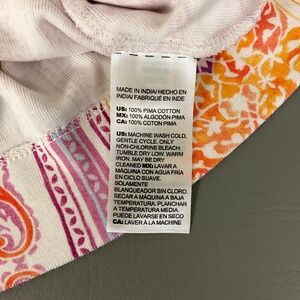 MADE IN INDIA/HECHO EN
INDIA/FABRIQUÉ EN INDE
US: 100% PIMA COTTON
MX: 100% ALGODÓN PIMA
CA: 100% COTON PIMA
US: MACHINE WASH COLD,
GENTLE CYCLE. ONLY
NON-CHLORINE BLEACH.
TUMBLE DRY LOW. WARM
IRON. MAY BE DRY
CLEANED MX: LAVAR A
MÁQUINA CON AGUA FRÍA
EN CICLO SUAVE.
SOLAMENTE
BLANQUEADOR SIN CLORO.
SECAR A MÁQUINA A BAJA
TEMPERATURA. PLANCHAR
A TEMPERATURA MEDIA.
PUEDE LAVARSE EN SECO
CA: LAVER À LA MACHINE